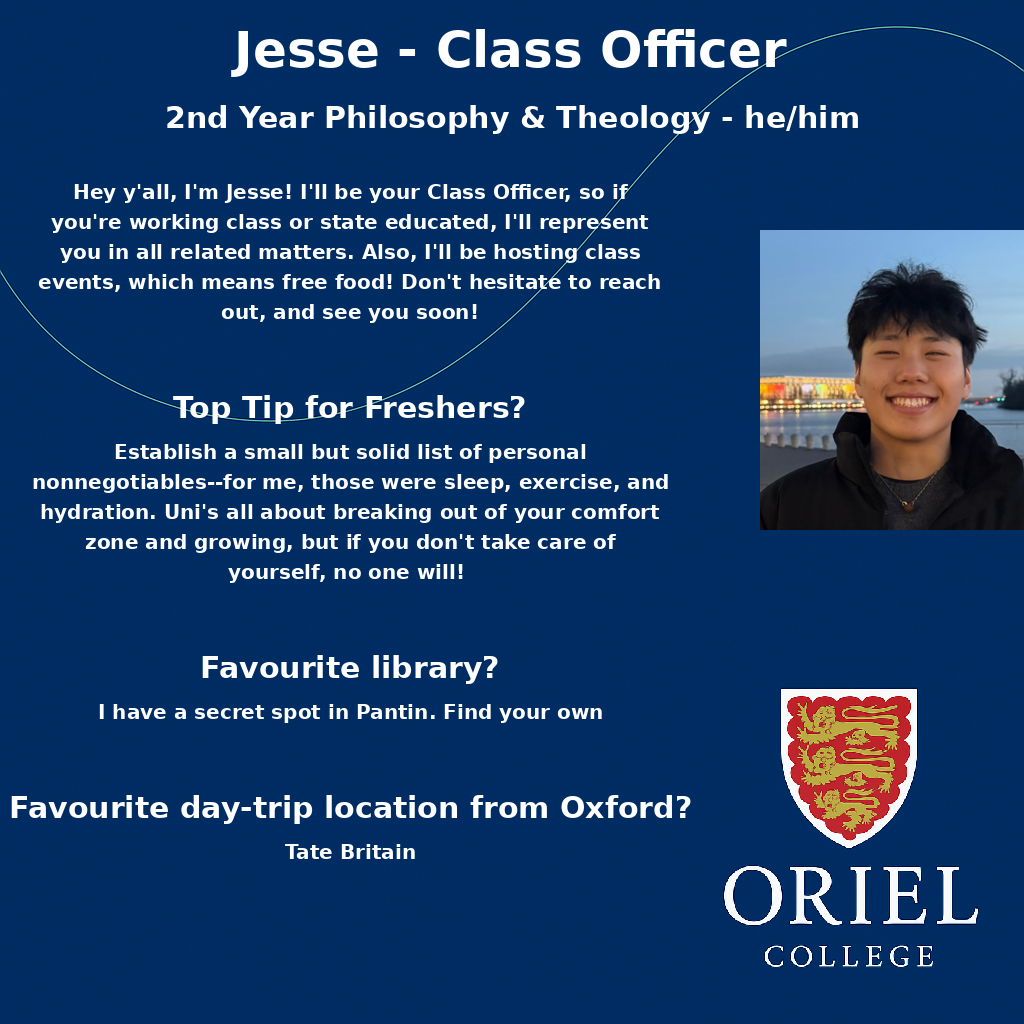 Jesse - Class Officer
2nd Year Philosophy & Theology - he/him
Hey y'all, I'm Jesse! I'll be your Class Officer, so if
you're working class or state educated, I'll represent
you in all related matters. Also, I'll be hosting class
events, which means free food! Don't hesitate to reach
out, and see you soon!
Top Tip for Freshers?
Establish a small but solid list of personal
nonnegotiables--for me, those were sleep, exercise, and
hydration. Uni's all about breaking out of your comfort
zone and growing, but if you don't take care of
yourself, no one will!
Favourite library?
I have a secret spot in Pantin. Find your own
Favourite day-trip location from Oxford?
Tate Britain
ORIEL
COLLEGE